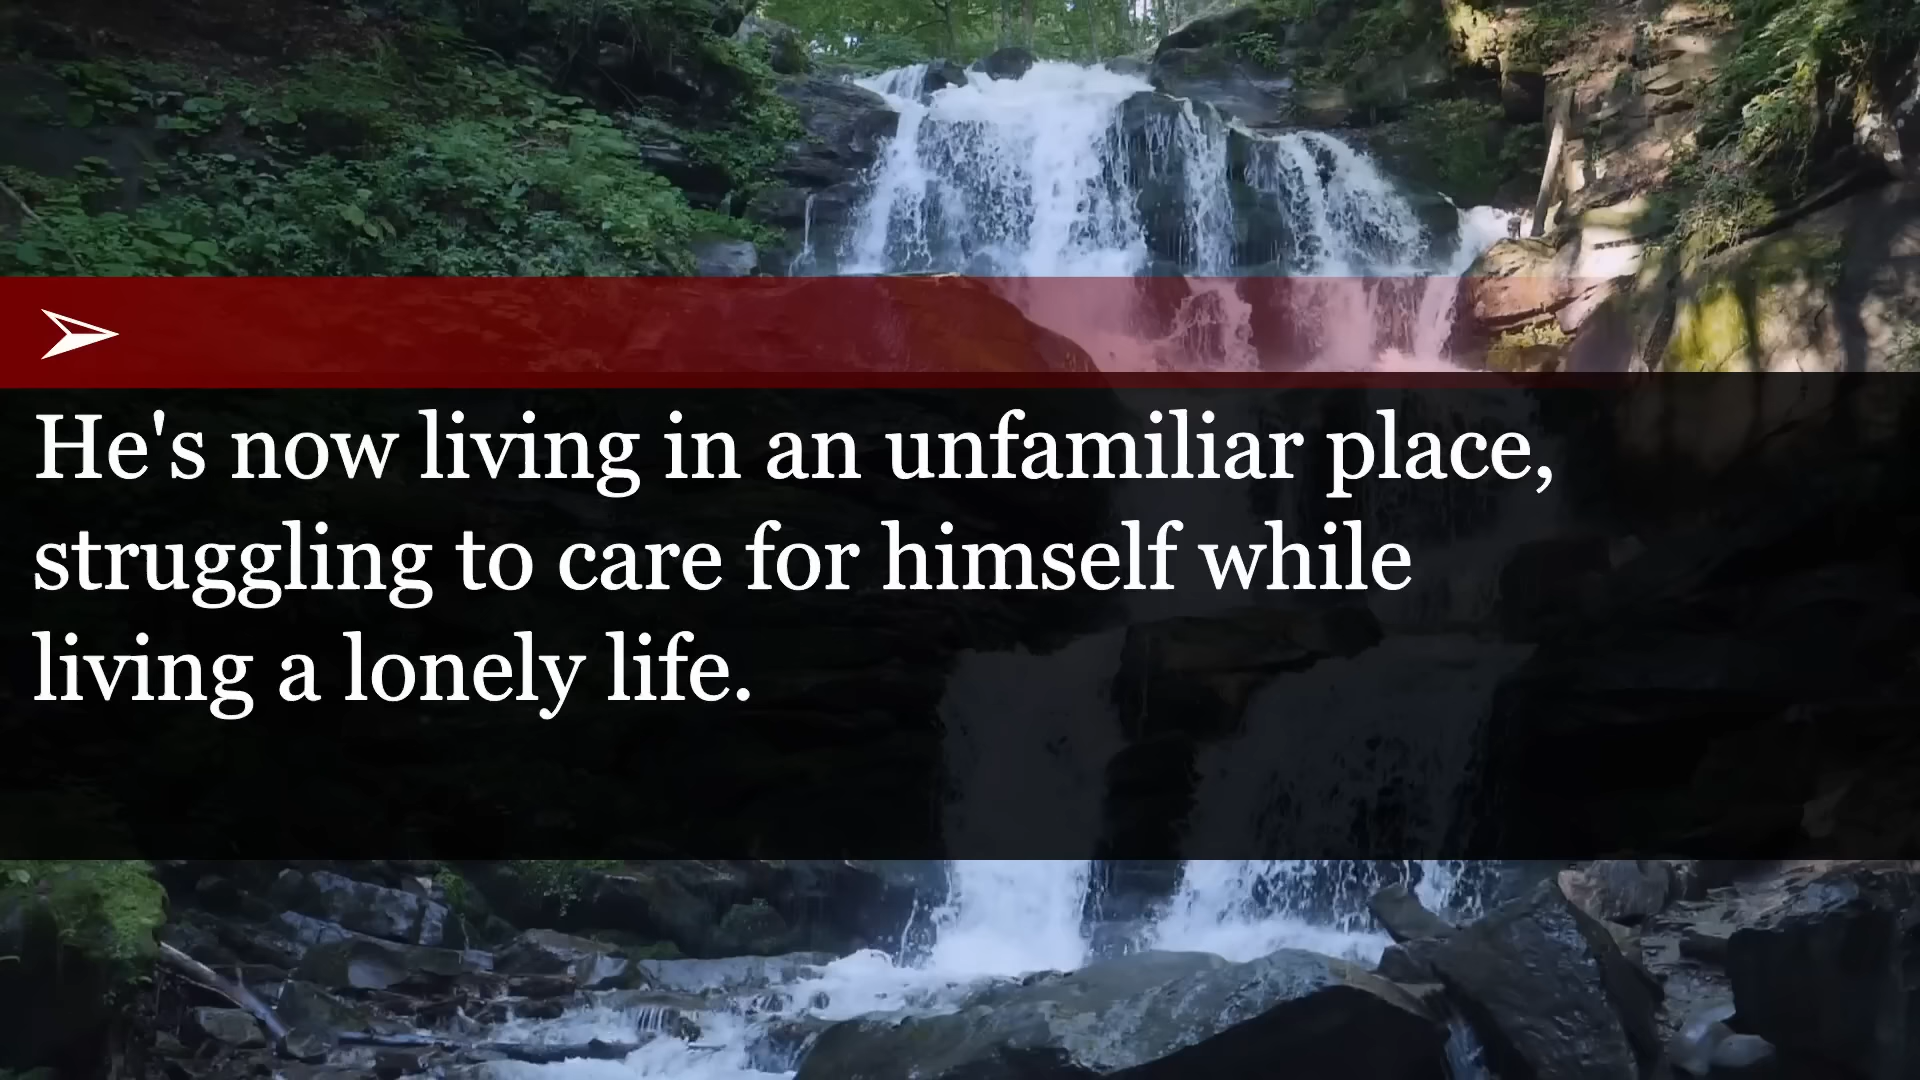 He's now living in an unfamiliar place,
struggling to care for himself while
living a lonely life.